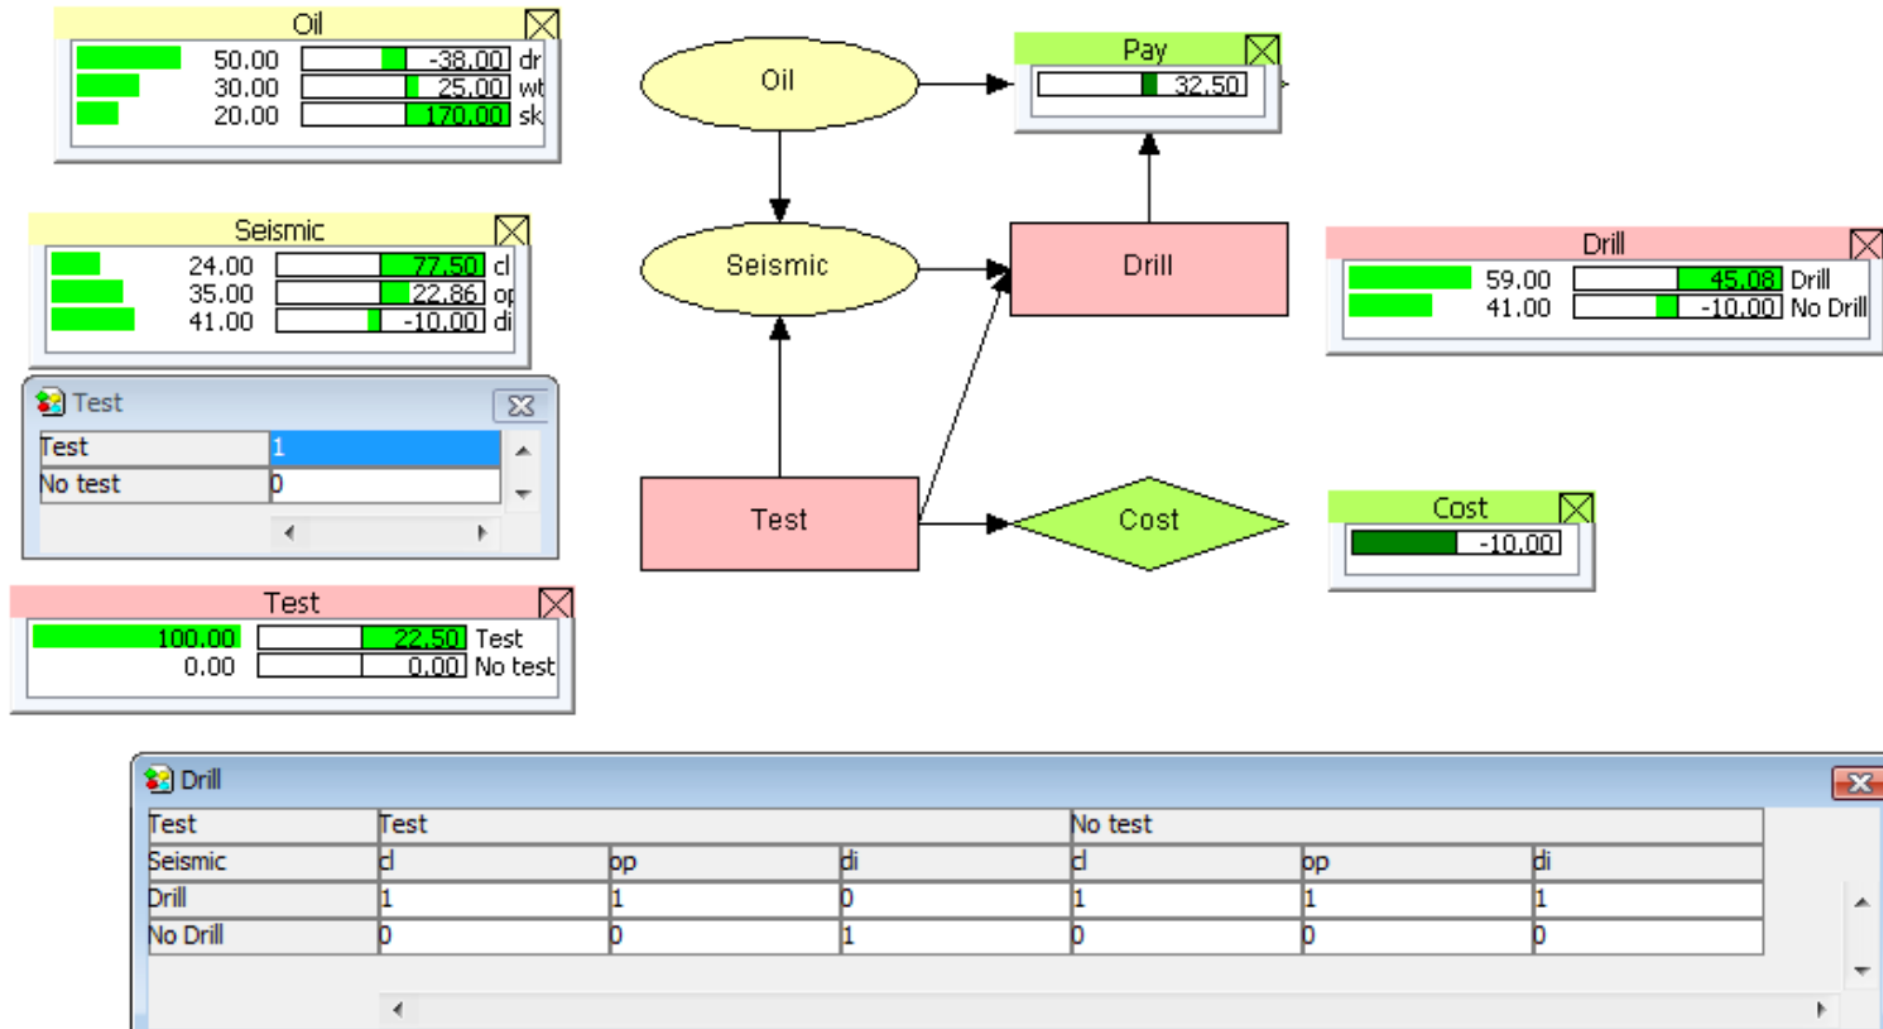 Oil
50.00 -38.00 dr
30.00 25.00 wt
20.00 170.00 sk
Oil
Pay
32.50
Seismic
24.00 77.50 cl
35.00 22.86 op
41.00 -10.00 di
Seismic
Drill
Drill
59.00 45.08 Drill
41.00 -10.00 No Drill
Test
Test 1
No test 0
Test
Cost
Cost
-10.00
Test
100.00 22.50 Test
0.00 0.00 No test
Drill
Test Test No test
Seismic cl op di cl op di
Drill 1 1 0 1 1 1
No Drill 0 0 1 0 0 0